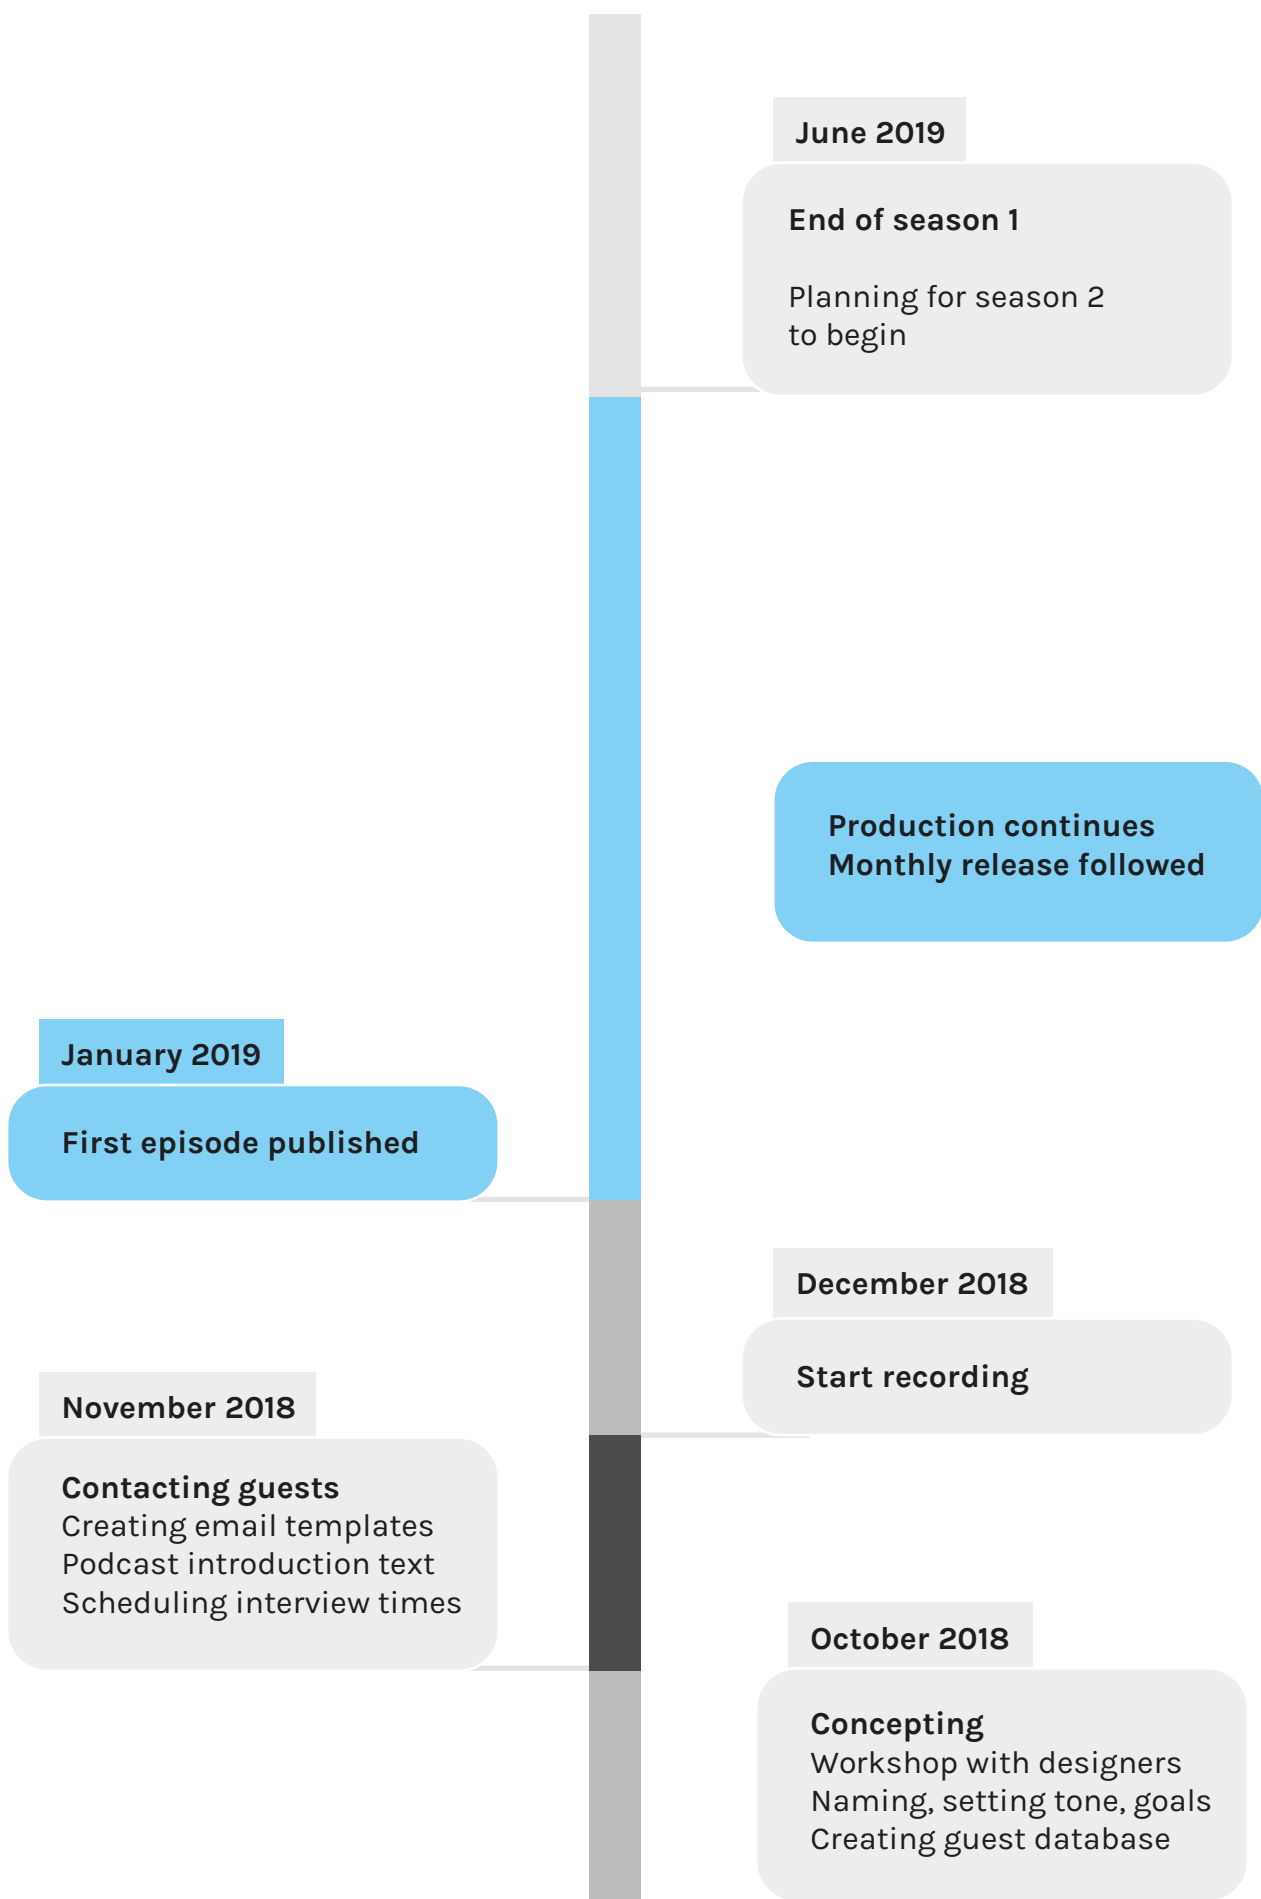 June 2019
End of season 1
Planning for season 2
to begin
Production continues
Monthly release followed
January 2019
First episode published
December 2018
Start recording
November 2018
Contacting guests
Creating email templates
Podcast introduction text
Scheduling interview times
October 2018
Concepting
Workshop with designers
Naming, setting tone, goals
Creating guest database